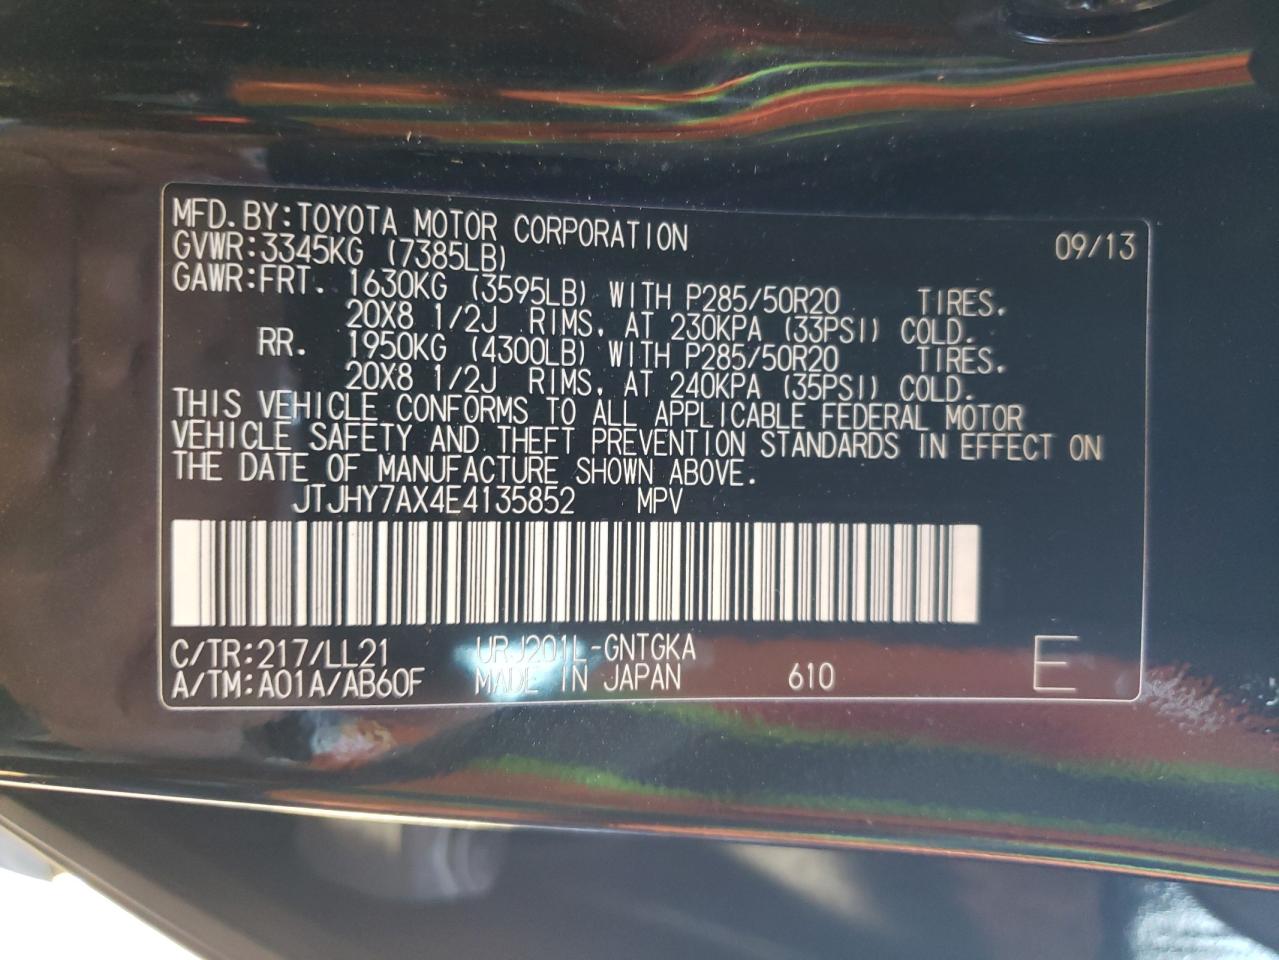 MFD.BY:TOYOTA MOTOR CORPORATION 09/13
GVWR:3345KG (7385LB)
GAWR:FRT. 1630KG (3595LB) WITH P285/50R20 TIRES.
20X8 1/2J RIMS, AT 230KPA (33PSI) COLD.
RR. 1950KG (4300LB) WITH P285/50R20 TIRES.
20X8 1/2J RIMS, AT 240KPA (35PSI) COLD.
THIS VEHICLE CONFORMS TO ALL APPLICABLE FEDERAL MOTOR
VEHICLE SAFETY AND THEFT PREVENTION STANDARDS IN EFFECT ON
THE DATE OF MANUFACTURE SHOWN ABOVE.
JTJHY7AX4E4135852 MPV
C/TR:217/LL21 URJ201L-GNTGKA
A/TM:A01A/AB60F MADE IN JAPAN 610 E